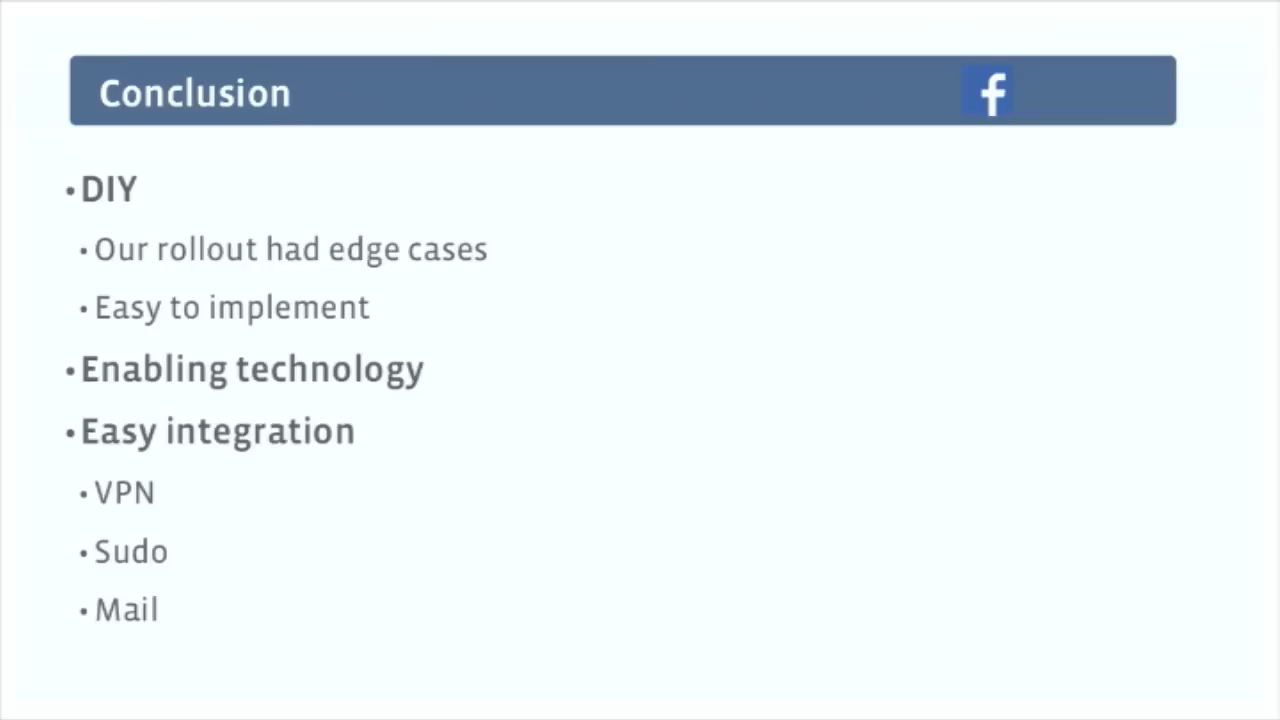 Conclusion
• DIY
• Our rollout had edge cases
• Easy to implement
• Enabling technology
• Easy integration
• VPN
• Sudo
• Mail